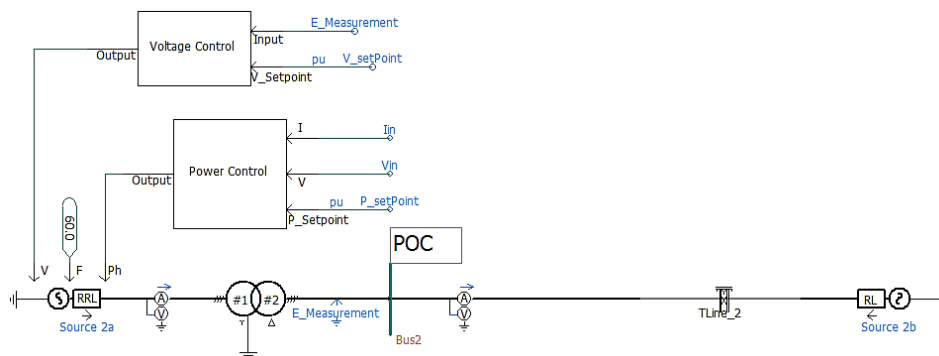 E_Measurement
Voltage Control
Output
Input
pu V_setPoint
V_Setpoint
I Iin
Power Control
Output
Vin
V
pu P_setPoint
P_Setpoint
60.0
POC
V F Ph
A
V
RRL
#1 #2
A
V
RL
E_Measurement
TLine_2
Source 2a
Source 2b
Bus2